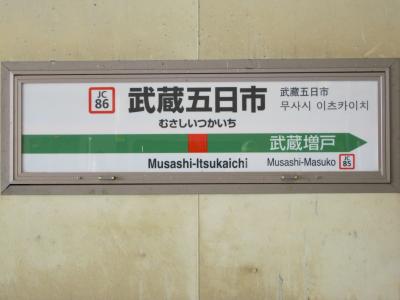 JC
86
武蔵五日市
むさしいつかいち
武藏五日市
무사시 이츠카이치
武蔵増戸
Musashi-Itsukaichi
Musashi-Masuko
JC
85